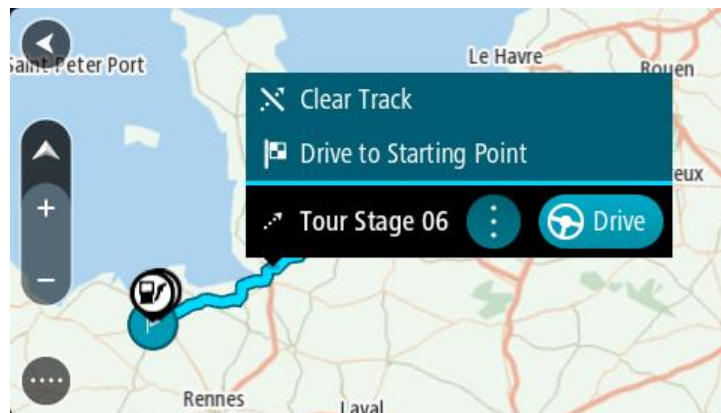 Saint Peter Port
Le Havre
Rouen
Clear Track
Drive to Starting Point
eux
Tour Stage 06
Drive
+
−
Rennes
Laval